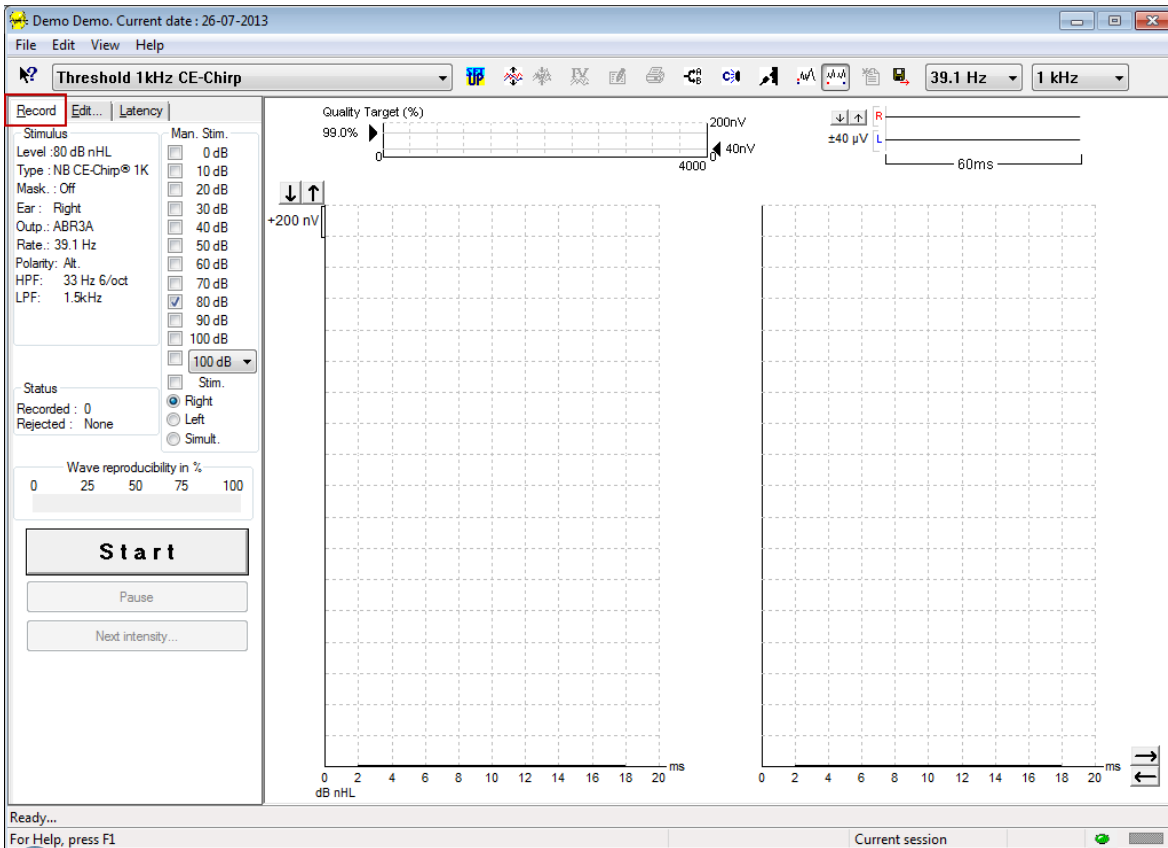 Demo Demo. Current date : 26-07-2013
File Edit View Help
Threshold 1kHz CE-Chirp
39.1 Hz
1 kHz
Record Edit... Latency
Stimulus
Level :80 dB nHL
Type : NB CE-Chirp® 1K
Mask. : Off
Ear : Right
Outp.: ABR3A
Rate.: 39.1 Hz
Polarity: Alt.
HPF: 33 Hz 6/oct
LPF: 1.5kHz
Man. Stim.
0 dB
10 dB
20 dB
30 dB
40 dB
50 dB
60 dB
70 dB
80 dB
90 dB
100 dB
100 dB
Stim.
Right
Left
Simult.
Status
Recorded : 0
Rejected : None
Wave reproducibility in %
0 25 50 75 100
Start
Pause
Next intensity...
Quality Target (%)
99.0%
0
4000
200nV
40nV
0
±40 µV
R
L
60ms
+200 nV
0 2 4 6 8 10 12 14 16 18 20 ms
dB nHL
0 2 4 6 8 10 12 14 16 18 20 ms
Ready...
For Help, press F1
Current session